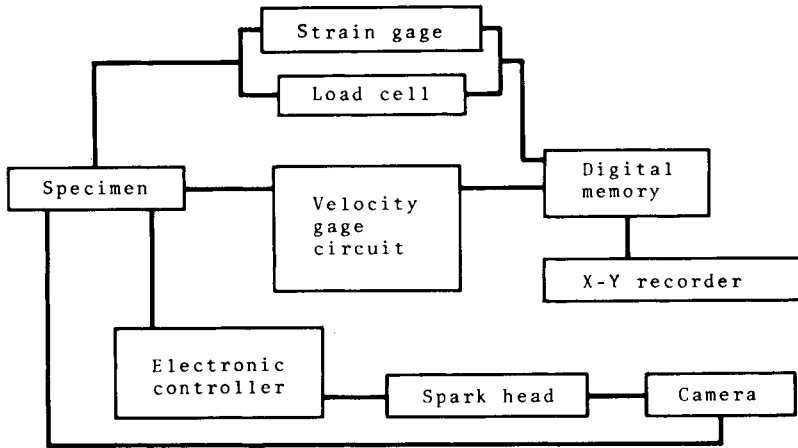 Strain gage
Load cell
Specimen
Velocity
gage
circuit
Digital
memory
X-Y recorder
Electronic
controller
Spark head
Camera